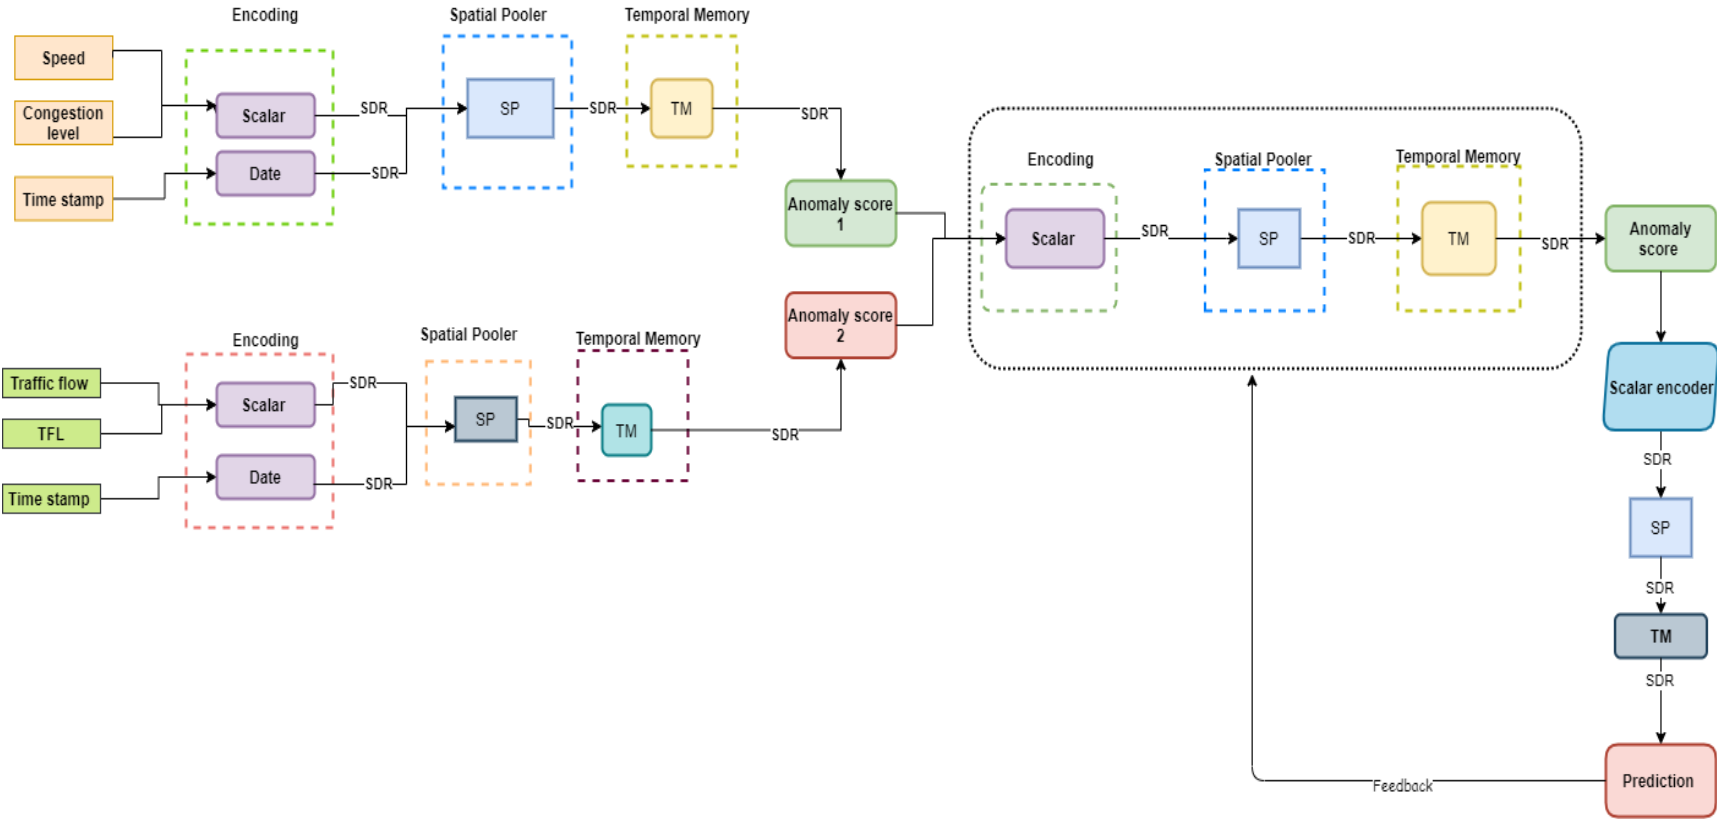 Encoding
Spatial Pooler
Temporal Memory
Speed
Congestion
level
Time stamp
Scalar
Date
SDR
SDR
SP
SDR
TM
SDR
Anomaly score
1
Anomaly score
2
Encoding
Spatial Pooler
Temporal Memory
Traffic flow
TFL
Time stamp
Scalar
Date
SDR
SDR
SP
SDR
TM
SDR
Encoding
Spatial Pooler
Temporal Memory
Scalar
SDR
SP
SDR
TM
SDR
Anomaly
score
Scalar encoder
SDR
SP
SDR
TM
SDR
Prediction
Feedback